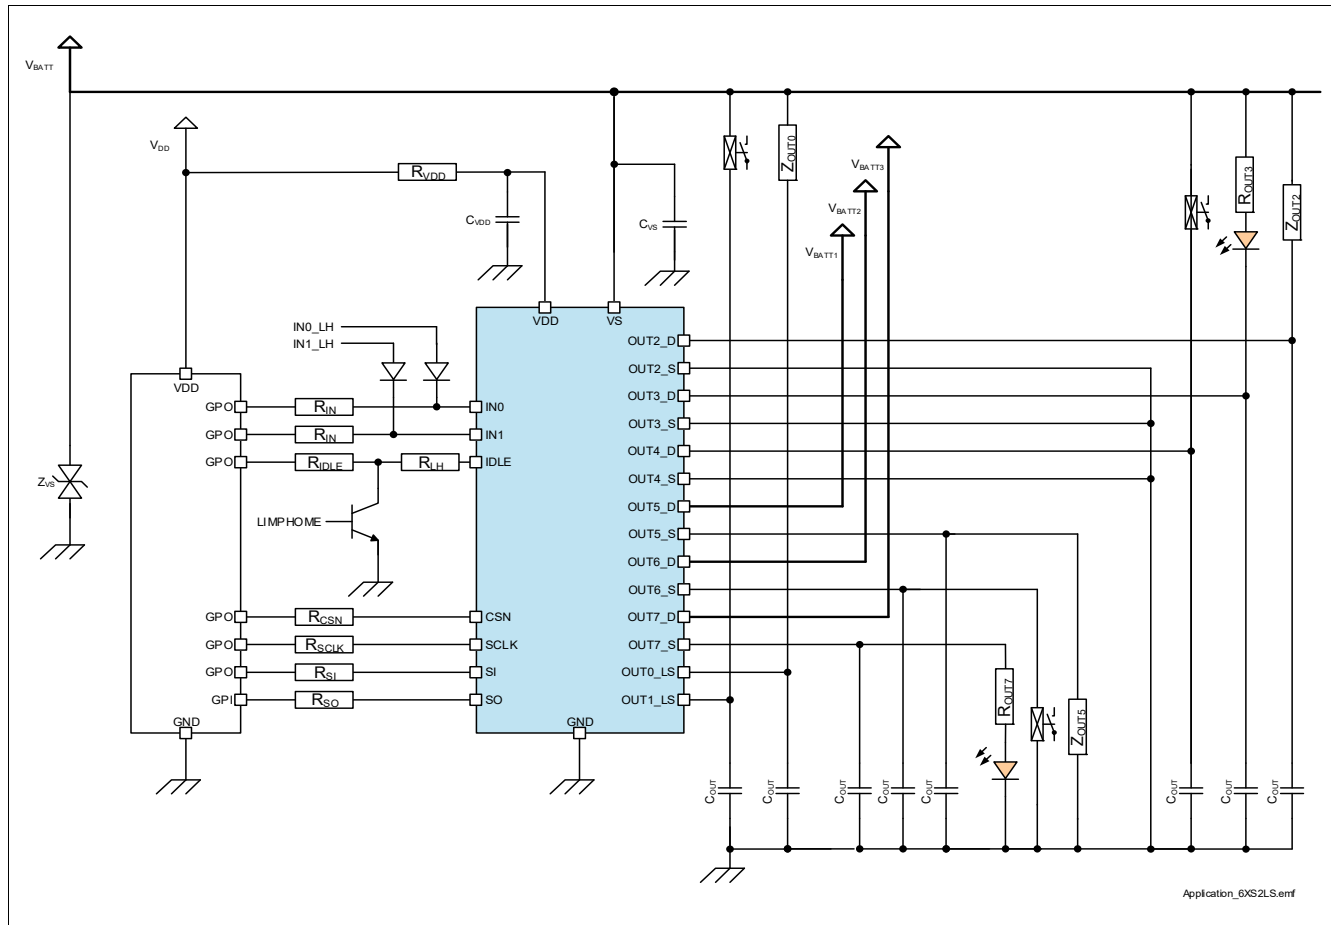 VBATT
VDD
RVDD
CVDD
CVS
ZOUT0
VBATT3
VBATT2
VBATT1
ROUT3
ZOUT2
IN0_LH
IN1_LH
VDD
VS
VDD
OUT2_D
OUT2_S
OUT3_D
OUT3_S
OUT4_D
OUT4_S
OUT5_D
OUT5_S
OUT6_D
OUT6_S
OUT7_D
OUT7_S
OUT0_LS
OUT1_LS
GPO RIN IN0
GPO RIN IN1
GPO RIDLE RLH IDLE
ZVS
LIMPHOME
GPO RCSN CSN
GPO RSCLK SCLK
GPO RSI SI
GPI RSO SO
GND
GND
ROUT7
ZOUT5
COUT
COUT
COUT
COUT
COUT
COUT
COUT
COUT
Application_6XS2LS.emf